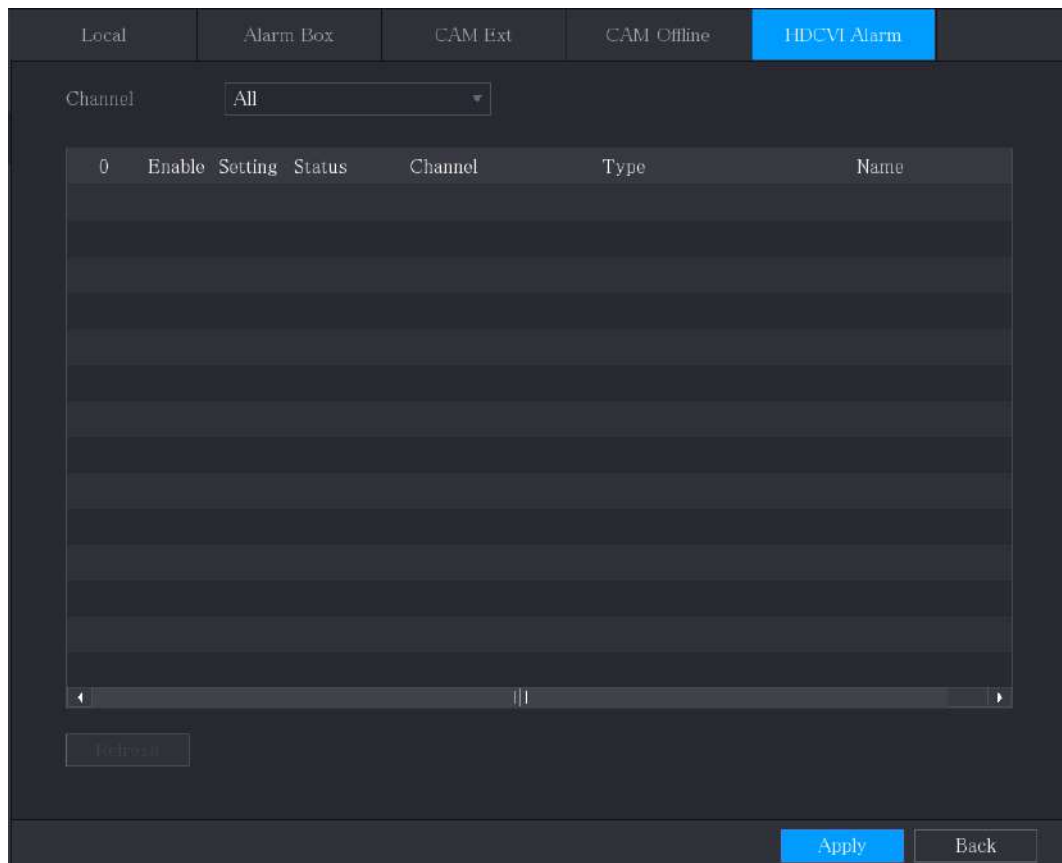 Local Alarm Box CAM Ext CAM Offline HDCVI Alarm
Channel All
0 Enable Setting Status Channel Type Name
Refresh
Apply Back